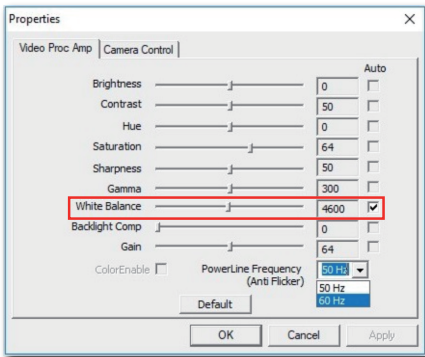 Properties
Video Proc Amp Camera Control
Auto
Brightness 0
Contrast 50
Hue 0
Saturation 64
Sharpness 50
Gamma 300
White Balance 4600
Backlight Comp 0
Gain 64
ColorEnable PowerLine Frequency 50 Hz
(Anti Flicker)
50 Hz
60 Hz
Default
OK Cancel Apply